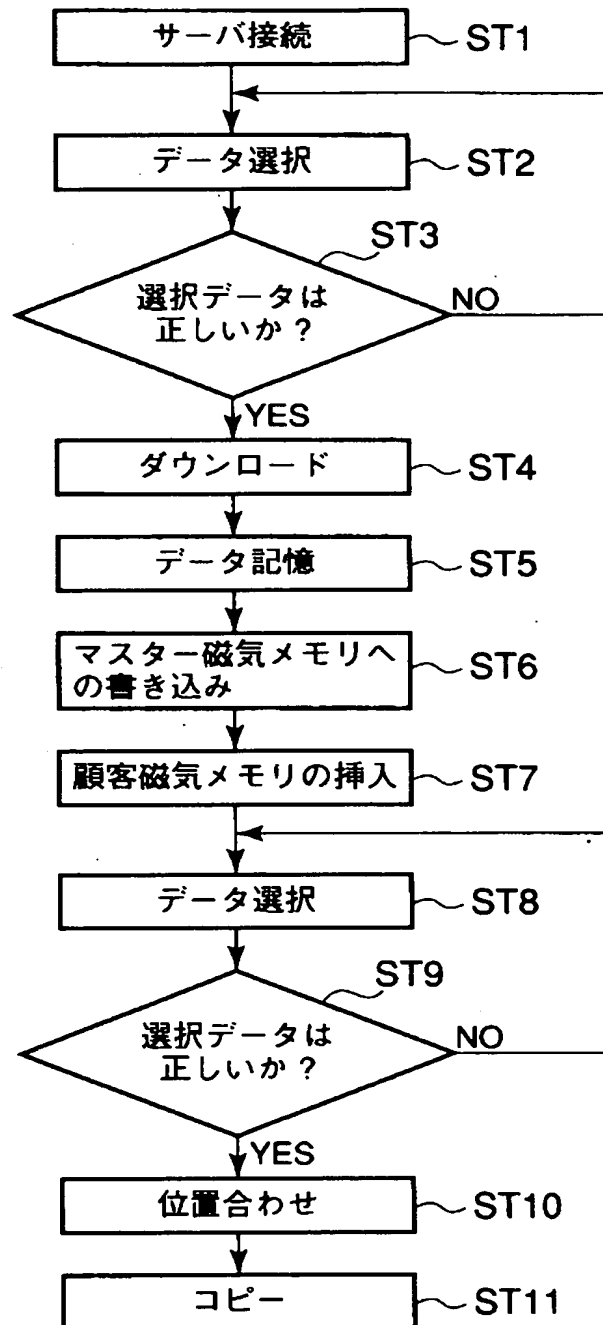 サーバ接続
ST1
データ選択
ST2
ST3
選択データは
正しいか？
NO
YES
ダウンロード
ST4
データ記憶
ST5
マスター磁気メモリへ
の書き込み
ST6
顧客磁気メモリの挿入
ST7
データ選択
ST8
ST9
選択データは
正しいか？
NO
YES
位置合わせ
ST10
コピー
ST11